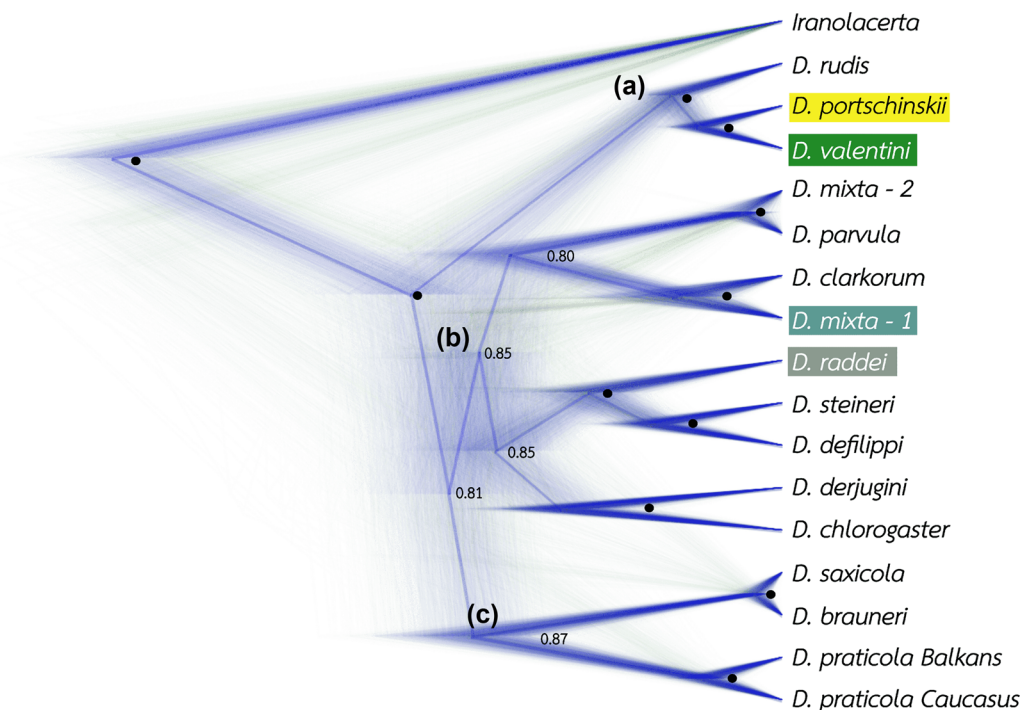 Iranolacerta
D. rudis
(a)
D. portschinskii
D. valentini
D. mixta - 2
D. parvula
0.80
D. clarkorum
D. mixta - 1
(b)
0.85
D. raddei
D. steineri
D. defilippi
0.85
D. derjugini
0.81
D. chlorogaster
D. saxicola
(c)
D. brauneri
0.87
D. praticola Balkans
D. praticola Caucasus